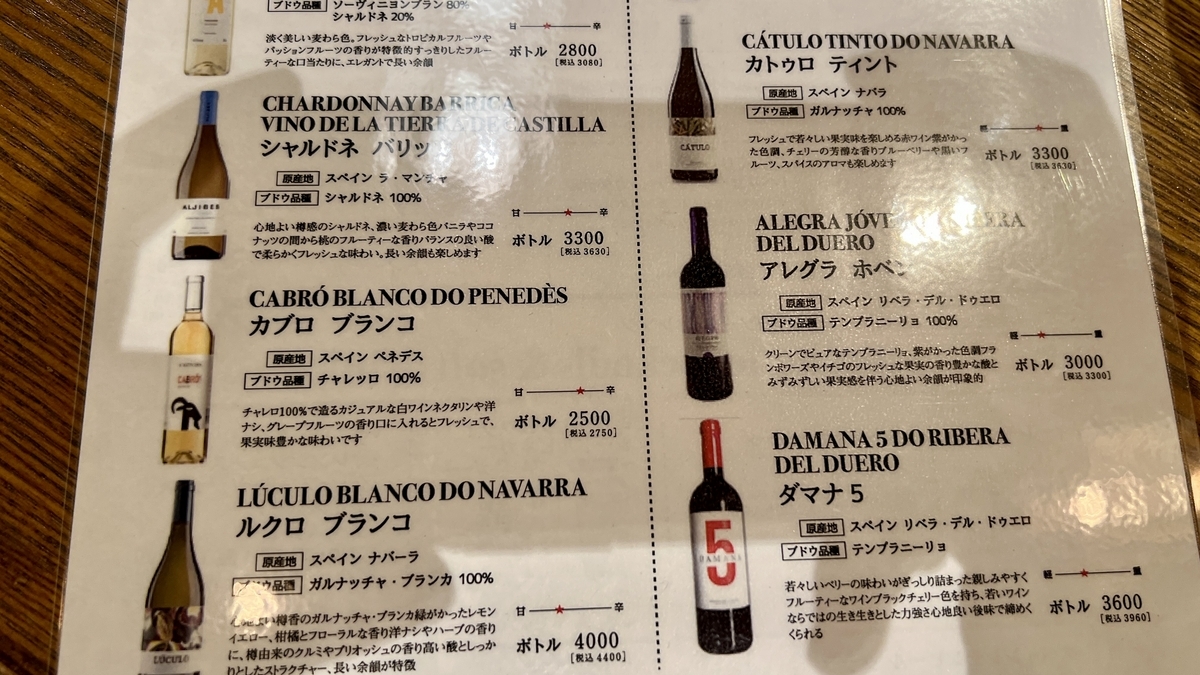 ブドウ品種 ソーヴィニヨンブラン 80%
シャルドネ 20%
淡く美しい麦わら色。フレッシュなトロピカルフルーツや
パッションフルーツの香りが特徴的すっきりしたフルー
ティーな口当たりに、エレガントで長い余韻
甘 辛
ボトル 2800
[税込 3080]
CHARDONNAY BARRICA
VINO DE LA TIERRA DE CASTILLA
シャルドネ バリッ
原産地 スペイン ラ・マンチャ
ブドウ品種 シャルドネ 100%
心地よい樽感のシャルドネ、濃い麦わら色バニラやココ
ナッツの間から桃のフルーティーな香りバランスの良い酸
で柔らかくフレッシュな味わい。長い余韻も楽しめます
甘 辛
ボトル 3300
[税込 3630]
ALJIBES
CABRÓ BLANCO DO PENEDÈS
カブロ ブランコ
原産地 スペイン ペネデス
ブドウ品種 チャレッロ 100%
チャレロ100%で造るカジュアルな白ワインネクタリンや洋
ナシ、グレープフルーツの香り口に入れるとフレッシュで、
果実味豊かな味わいです
甘 辛
ボトル 2500
[税込 2750]
CABRÓ
LÚCULO BLANCO DO NAVARRA
ルクロ ブランコ
原産地 スペイン ナバーラ
ブドウ品種 ガルナッチャ・ブランカ 100%
心地よい樽香のガルナッチャ・ブランカ緑がかったレモン
イエロー、柑橘とフローラルな香り洋ナシやハーブの香り
に、樽由来のクルミやブリオッシュの香り高い酸としっか
りとしたストラクチャー、長い余韻が特徴
甘 辛
ボトル 4000
[税込 4400]
LÚCULO
CÁTULO TINTO DO NAVARRA
カトゥロ ティント
原産地 スペイン ナバラ
ブドウ品種 ガルナッチャ 100%
フレッシュで若々しい果実味を楽しめる赤ワイン紫がかっ
た色調、チェリーの芳醇な香りブルーベリーや黒いフ
ルーツ、スパイスのアロマも楽しめます
軽 重
ボトル 3300
[税込 3630]
CÁTULO
ALEGRA JÓVE BERA
DEL DUERO
アレグラ ホベン
原産地 スペイン リベラ・デル・ドゥエロ
ブドウ品種 テンプラニーリョ 100%
クリーンでピュアなテンプラニーリョ、紫がかった色調フラ
ンボワーズやイチゴのフレッシュな果実の香り豊かな酸と
みずみずしい果実感を伴う心地よい余韻が印象的
軽 重
ボトル 3000
[税込 3300]
DAMANA 5 DO RIBERA
DEL DUERO
ダマナ 5
原産地 スペイン リベラ・デル・ドゥエロ
ブドウ品種 テンプラニーリョ
若々しいベリーの味わいがぎっしり詰まった親しみやすく
フルーティーなワインブラックチェリー色を持ち、若いワイン
ならではの生き生きとした力強さ心地良い後味で締めく
くられる
軽 重
ボトル 3600
[税込 3960]
5
DAMANA